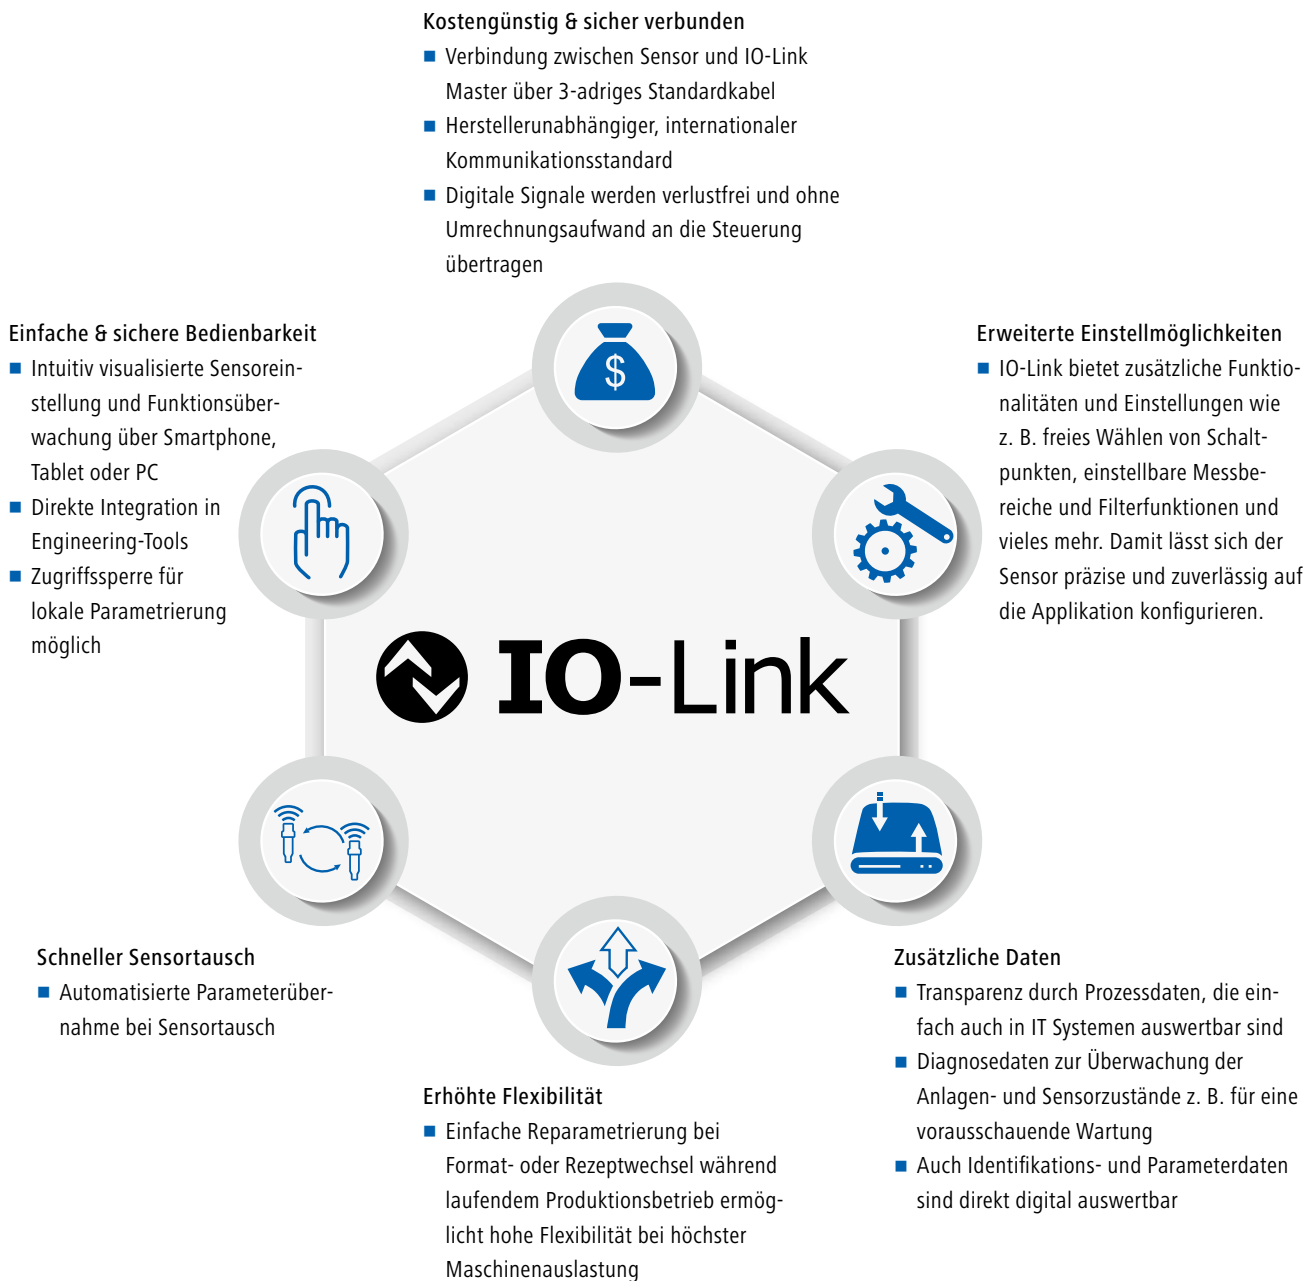 Kostengünstig & sicher verbunden
■ Verbindung zwischen Sensor und IO-Link
Master über 3-adriges Standardkabel
■ Herstellerunabhängiger, internationaler
Kommunikationsstandard
■ Digitale Signale werden verlustfrei und ohne
Umrechnungsaufwand an die Steuerung
übertragen
$
Einfache & sichere Bedienbarkeit
■ Intuitiv visualisierte Sensorein-
stellung und Funktionsüber-
wachung über Smartphone,
Tablet oder PC
■ Direkte Integration in
Engineering-Tools
■ Zugriffssperre für
lokale Parametrierung
möglich
Erweiterte Einstellmöglichkeiten
■ IO-Link bietet zusätzliche Funktio-
nalitäten und Einstellungen wie
z. B. freies Wählen von Schalt-
punkten, einstellbare Messbe-
reiche und Filterfunktionen und
vieles mehr. Damit lässt sich der
Sensor präzise und zuverlässig auf
die Applikation konfigurieren.
IO-Link
Schneller Sensortausch
■ Automatisierte Parameterüber-
nahme bei Sensortausch
Erhöhte Flexibilität
■ Einfache Reparametrierung bei
Format- oder Rezeptwechsel während
laufendem Produktionsbetrieb ermög-
licht hohe Flexibilität bei höchster
Maschinenauslastung
Zusätzliche Daten
■ Transparenz durch Prozessdaten, die ein-
fach auch in IT Systemen auswertbar sind
■ Diagnosedaten zur Überwachung der
Anlagen- und Sensorzustände z. B. für eine
vorausschauende Wartung
■ Auch Identifikations- und Parameterdaten
sind direkt digital auswertbar